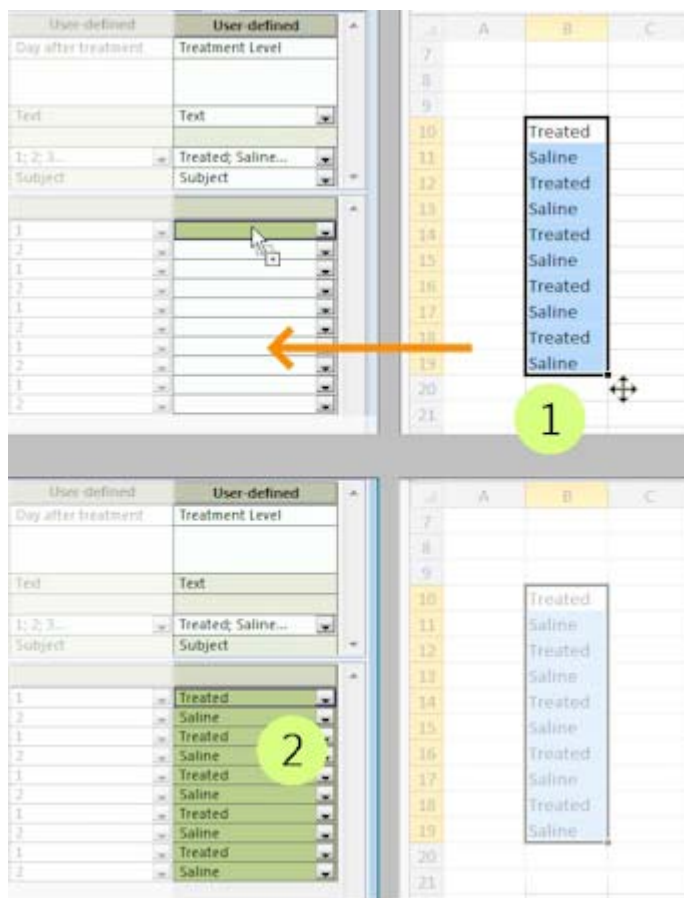 User-defined User-defined
Day after treatment Treatment Level
Text Text
1; 2; 3... Treated; Saline...
Subject Subject
1
2
1
2
1
2
1
2
1
2
A B C
7
8
9
10 Treated
11 Saline
12 Treated
13 Saline
14 Treated
15 Saline
16 Treated
17 Saline
18 Treated
19 Saline
20
21
1
User-defined User-defined
Day after treatment Treatment Level
Text Text
1; 2; 3... Treated; Saline...
Subject Subject
1 Treated
2 Saline
1 Treated
2 Saline
1 Treated
2 Saline
1 Treated
2 Saline
1 Treated
2 Saline
2
A B C
7
8
9
10 Treated
11 Saline
12 Treated
13 Saline
14 Treated
15 Saline
16 Treated
17 Saline
18 Treated
19 Saline
20
21